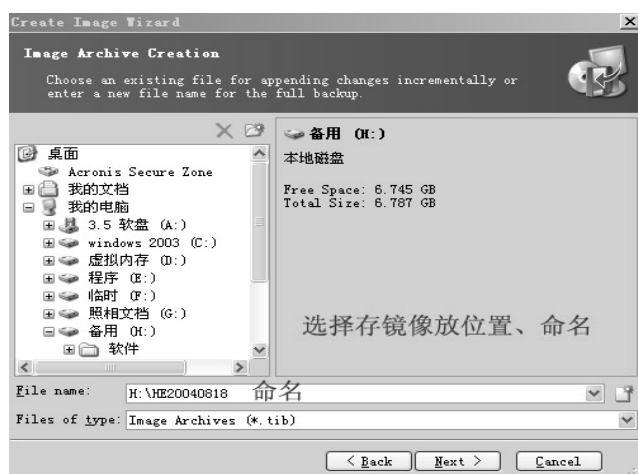 Create Image Wizard
Image Archive Creation
Choose an existing file for appending changes incrementally or
enter a new file name for the full backup.
桌面
Acronis Secure Zone
我的文档
我的电脑
3.5 软盘 (A:)
windows 2003 (C:)
虚拟内存 (D:)
程序 (E:)
临时 (F:)
照相文档 (G:)
备用 (H:)
软件
备用 (H:)
本地磁盘
Free Space: 6.745 GB
Total Size: 6.787 GB
选择存镜像放位置、命名
File name: H:\HE20040818 命名
Files of type: Image Archives (*.tib)
< Back Next > Cancel